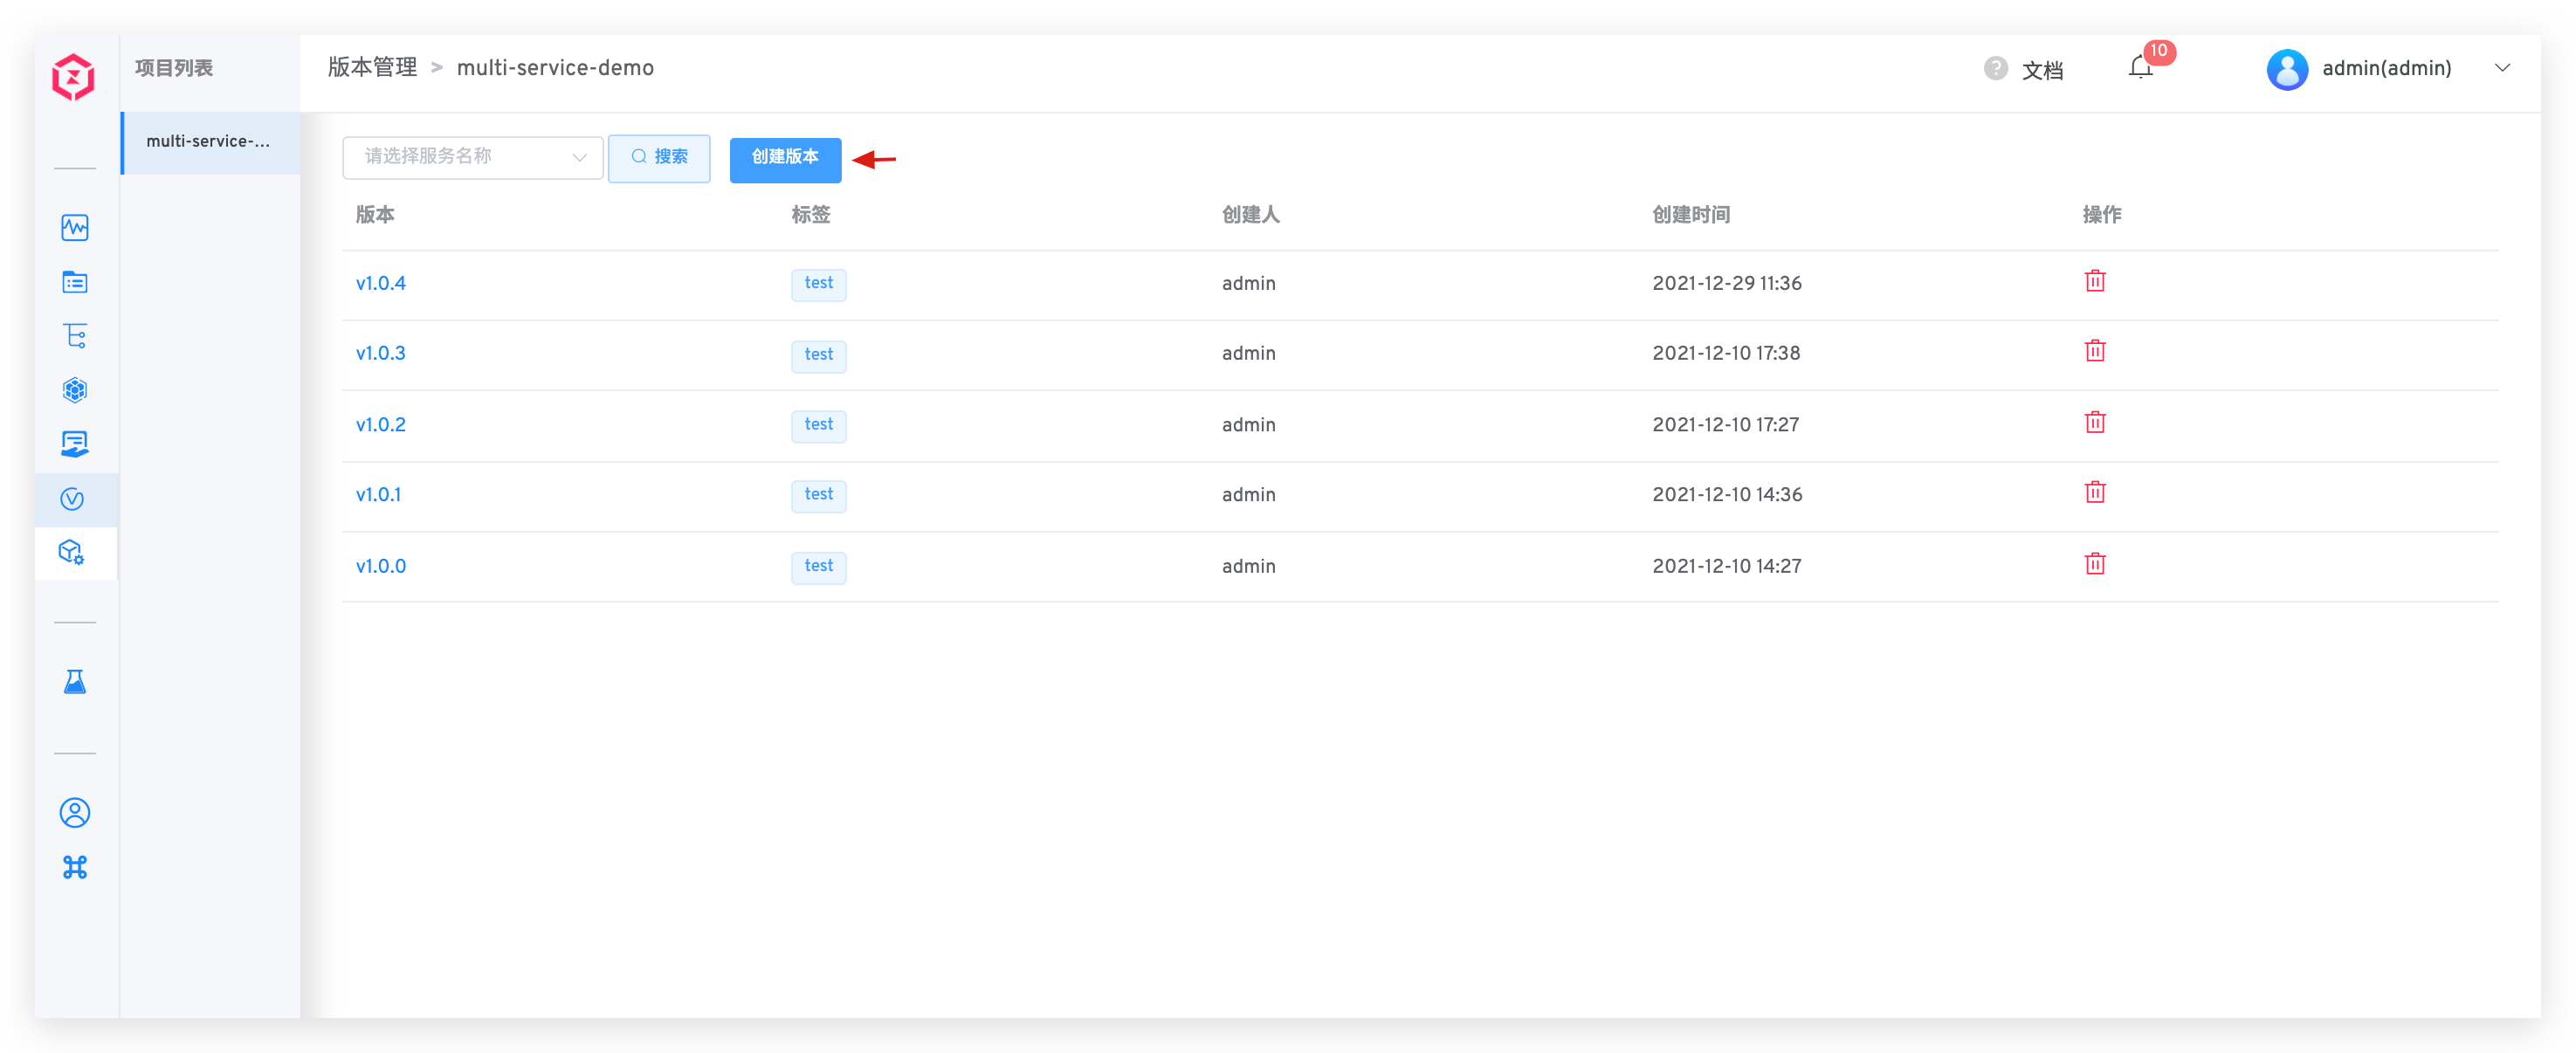 项目列表
版本管理 > multi-service-demo
? 文档
10
admin(admin)
multi-service-...
请选择服务名称 搜索 创建版本
版本 标签 创建人 创建时间 操作
v1.0.4 test admin 2021-12-29 11:36
v1.0.3 test admin 2021-12-10 17:38
v1.0.2 test admin 2021-12-10 17:27
v1.0.1 test admin 2021-12-10 14:36
v1.0.0 test admin 2021-12-10 14:27